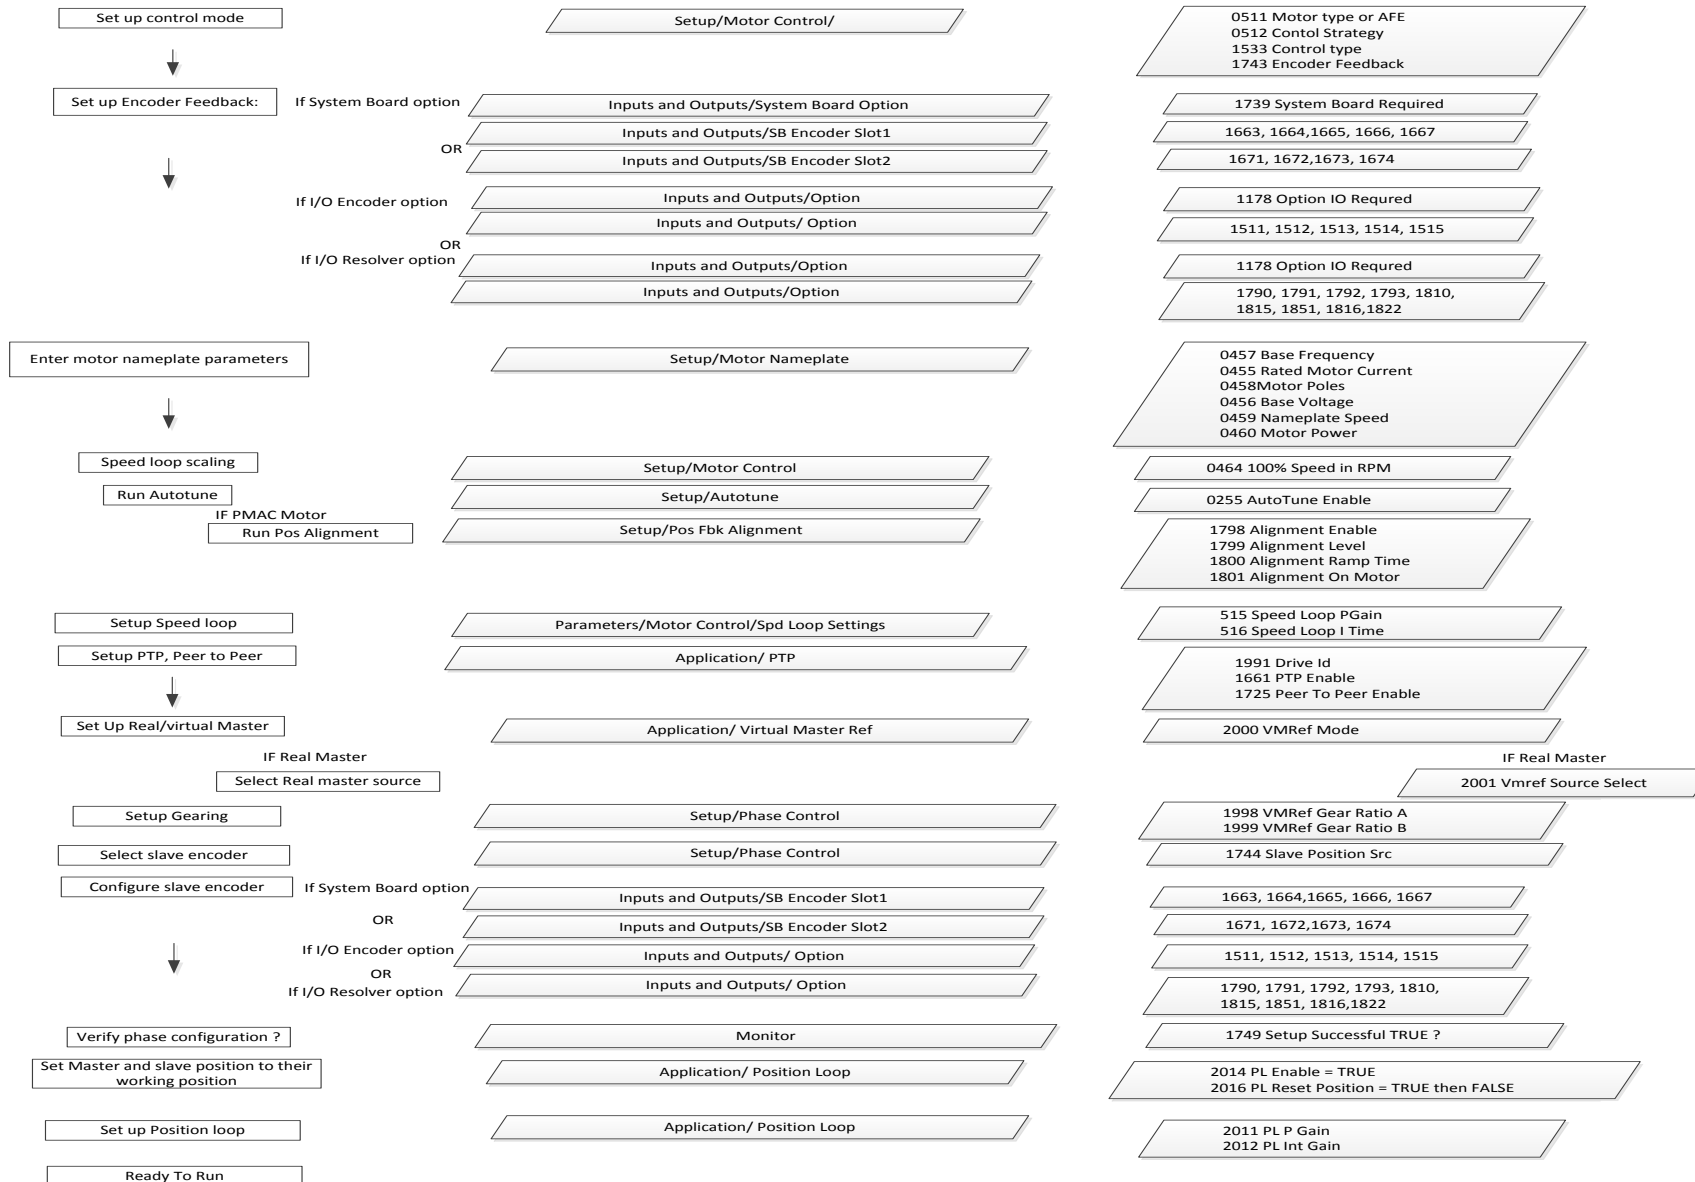 Set up control mode
Setup/Motor Control/
0511 Motor type or AFE
0512 Contol Strategy
1533 Control type
1743 Encoder Feedback
Set up Encoder Feedback:
If System Board option
Inputs and Outputs/System Board Option
1739 System Board Required
Inputs and Outputs/SB Encoder Slot1
1663, 1664,1665, 1666, 1667
OR
Inputs and Outputs/SB Encoder Slot2
1671, 1672,1673, 1674
If I/O Encoder option
Inputs and Outputs/Option
1178 Option IO Requred
Inputs and Outputs/ Option
1511, 1512, 1513, 1514, 1515
OR
If I/O Resolver option
Inputs and Outputs/Option
1178 Option IO Requred
Inputs and Outputs/Option
1790, 1791, 1792, 1793, 1810,
1815, 1851, 1816,1822
Enter motor nameplate parameters
Setup/Motor Nameplate
0457 Base Frequency
0455 Rated Motor Current
0458Motor Poles
0456 Base Voltage
0459 Nameplate Speed
0460 Motor Power
Speed loop scaling
Setup/Motor Control
0464 100% Speed in RPM
Run Autotune
Setup/Autotune
0255 AutoTune Enable
IF PMAC Motor
Run Pos Alignment
Setup/Pos Fbk Alignment
1798 Alignment Enable
1799 Alignment Level
1800 Alignment Ramp Time
1801 Alignment On Motor
Setup Speed loop
Parameters/Motor Control/Spd Loop Settings
515 Speed Loop PGain
516 Speed Loop I Time
Setup PTP, Peer to Peer
Application/ PTP
1991 Drive Id
1661 PTP Enable
1725 Peer To Peer Enable
Set Up Real/virtual Master
Application/ Virtual Master Ref
2000 VMRef Mode
IF Real Master
IF Real Master
Select Real master source
2001 Vmref Source Select
Setup Gearing
Setup/Phase Control
1998 VMRef Gear Ratio A
1999 VMRef Gear Ratio B
Select slave encoder
Setup/Phase Control
1744 Slave Position Src
Configure slave encoder
If System Board option
Inputs and Outputs/SB Encoder Slot1
1663, 1664,1665, 1666, 1667
OR
Inputs and Outputs/SB Encoder Slot2
1671, 1672,1673, 1674
If I/O Encoder option
Inputs and Outputs/ Option
1511, 1512, 1513, 1514, 1515
OR
If I/O Resolver option
Inputs and Outputs/ Option
1790, 1791, 1792, 1793, 1810,
1815, 1851, 1816,1822
Verify phase configuration ?
Monitor
1749 Setup Successful TRUE ?
Set Master and slave position to their
working position
Application/ Position Loop
2014 PL Enable = TRUE
2016 PL Reset Position = TRUE then FALSE
Set up Position loop
Application/ Position Loop
2011 PL P Gain
2012 PL Int Gain
Ready To Run